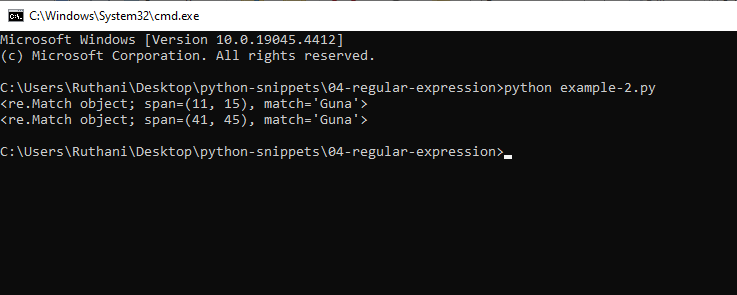 C:\Windows\System32\cmd.exe
Microsoft Windows [Version 10.0.19045.4412]
(c) Microsoft Corporation. All rights reserved.
C:\Users\Ruthani\Desktop\python-snippets\04-regular-expression>python example-2.py
<re.Match object; span=(11, 15), match='Guna'>
<re.Match object; span=(41, 45), match='Guna'>
C:\Users\Ruthani\Desktop\python-snippets\04-regular-expression>